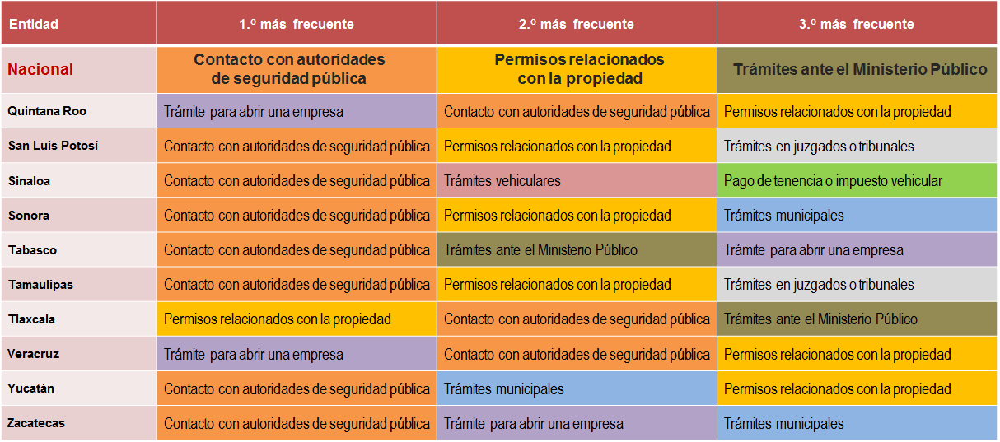 Entidad 1.º más frecuente 2.º más frecuente 3.º más frecuente
Nacional Contacto con autoridades de seguridad pública Permisos relacionados con la propiedad Trámites ante el Ministerio Público
Quintana Roo Trámite para abrir una empresa Contacto con autoridades de seguridad pública Permisos relacionados con la propiedad
San Luis Potosí Contacto con autoridades de seguridad pública Permisos relacionados con la propiedad Trámites en juzgados o tribunales
Sinaloa Contacto con autoridades de seguridad pública Trámites vehiculares Pago de tenencia o impuesto vehicular
Sonora Contacto con autoridades de seguridad pública Permisos relacionados con la propiedad Trámites municipales
Tabasco Contacto con autoridades de seguridad pública Trámites ante el Ministerio Público Trámite para abrir una empresa
Tamaulipas Contacto con autoridades de seguridad pública Permisos relacionados con la propiedad Trámites en juzgados o tribunales
Tlaxcala Permisos relacionados con la propiedad Contacto con autoridades de seguridad pública Trámites ante el Ministerio Público
Veracruz Trámite para abrir una empresa Contacto con autoridades de seguridad pública Permisos relacionados con la propiedad
Yucatán Contacto con autoridades de seguridad pública Trámites municipales Permisos relacionados con la propiedad
Zacatecas Contacto con autoridades de seguridad pública Trámite para abrir una empresa Trámites municipales